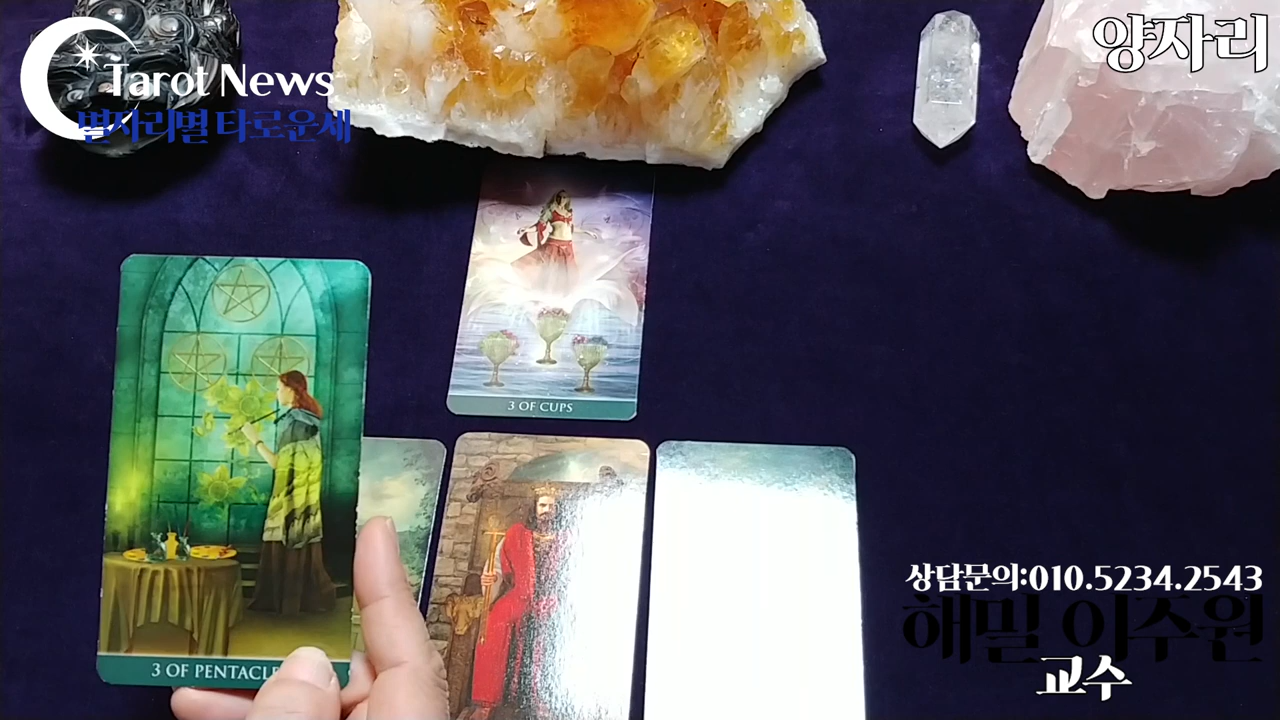 Tarot News
별자리별 타로운세
양자리
3 OF CUPS
3 OF PENTACLE
상담문의:010.5234.2543
해밀 이수원
교수